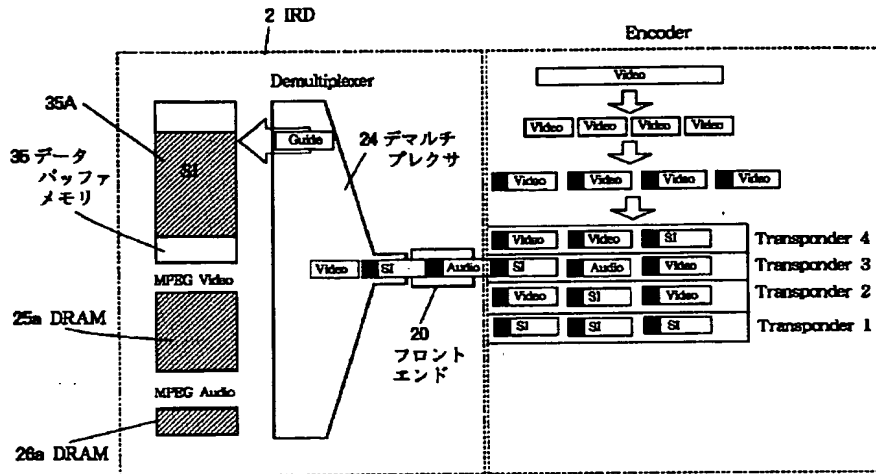 2 IRD
Encoder
Demultiplexer
Video
35A
Guide
24 デマルチ
プレクサ
Video Video Video Video
35 データ
バッファ
メモリ
SI
Video Video Video Video
Video Video SI Transponder 4
Video SI Audio SI Audio Video Transponder 3
MPEG Video
Video SI Video Transponder 2
25a DRAM
SI SI SI Transponder 1
20
フロント
エンド
MPEG Audio
26a DRAM